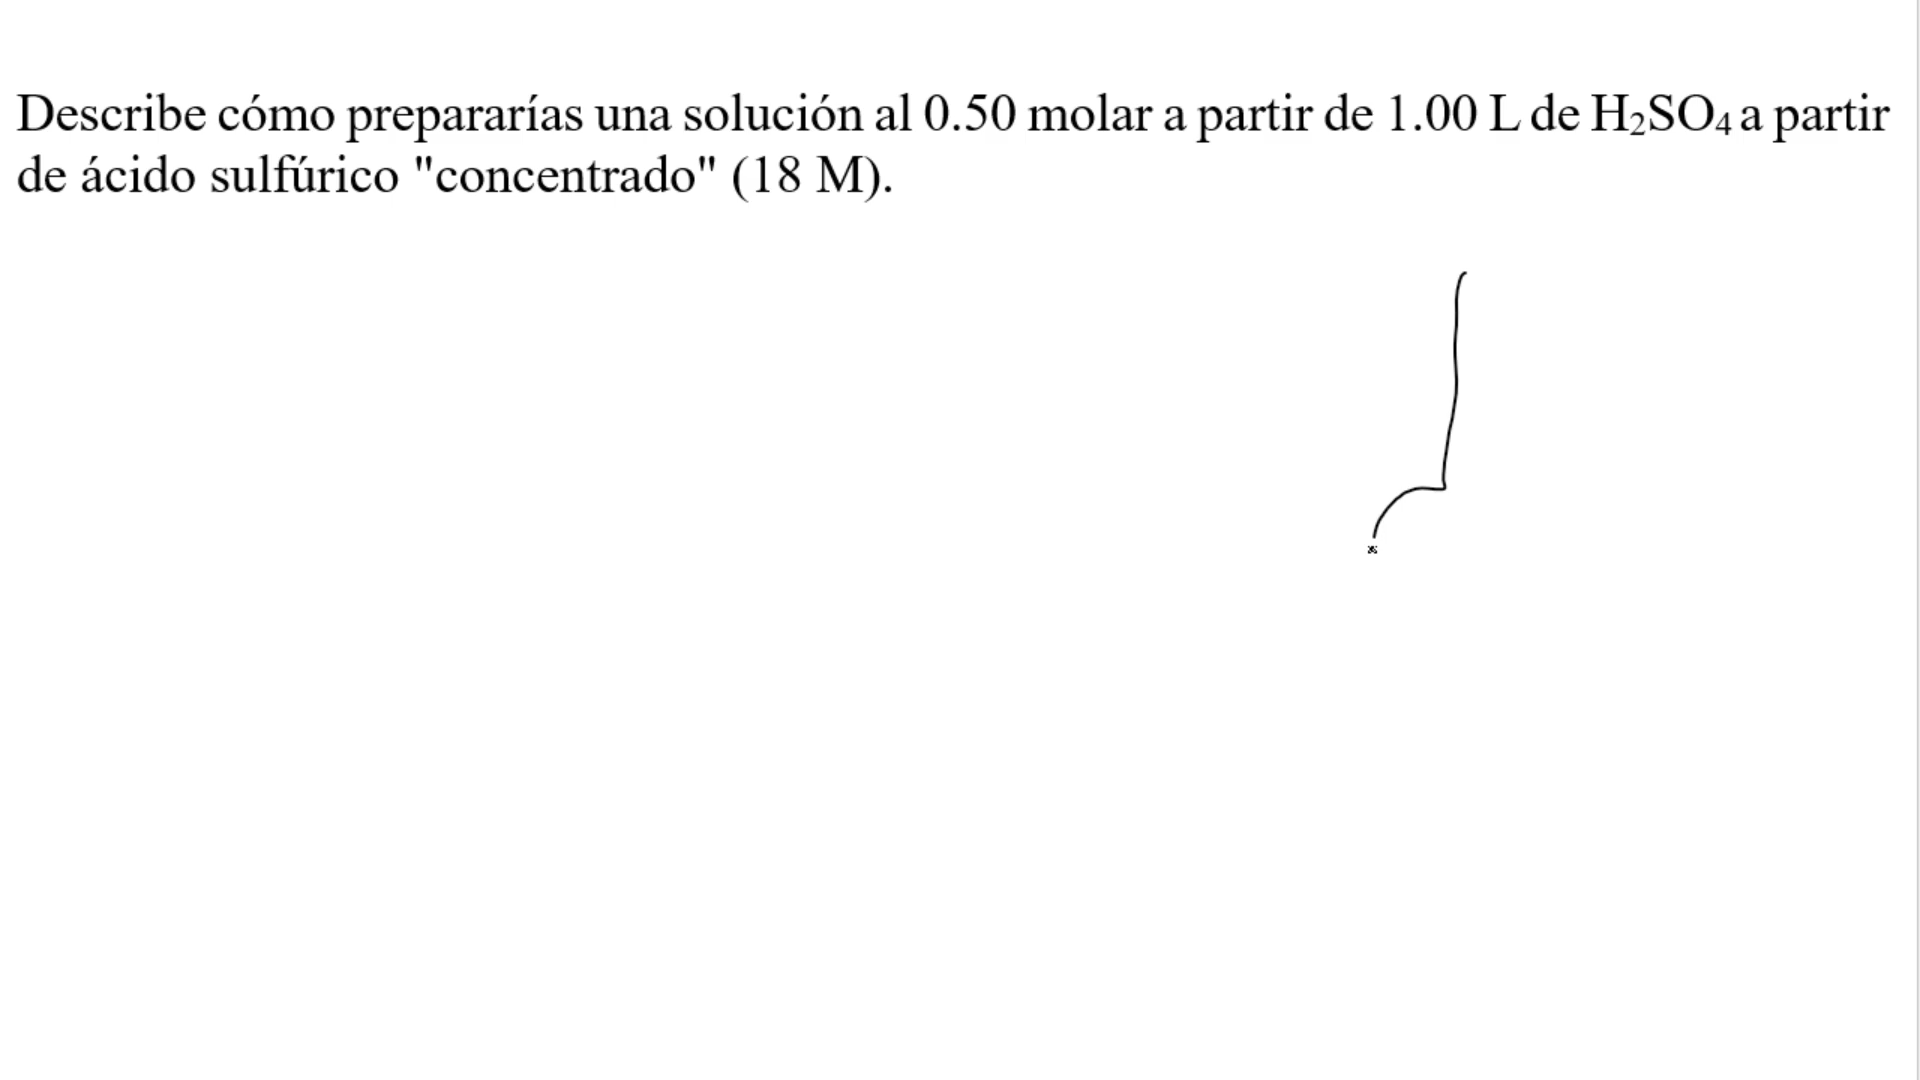 Describe cómo prepararías una solución al 0.50 molar a partir de 1.00 L de H₂SO₄ a partir
de ácido sulfúrico "concentrado" (18 M).